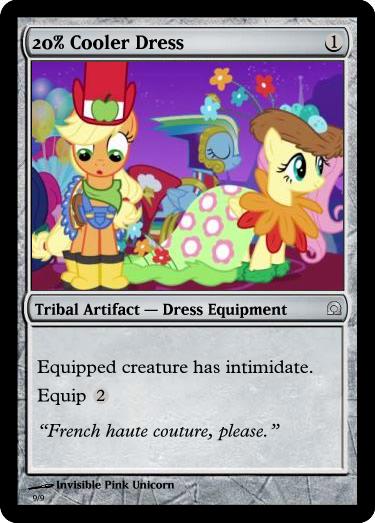 20% Cooler Dress 1
Tribal Artifact — Dress Equipment
Equipped creature has intimidate.
Equip 2
“French haute couture, please.”
Invisible Pink Unicorn
9/9